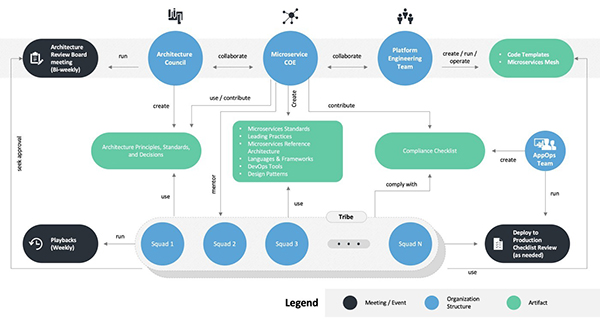 Architecture
Review Board
meeting
(Bi-weekly)
run
Architecture
Council
collaborate
Microservice
COE
collaborate
Platform
Engineering
Team
create / run /
operate
• Code Templates
• Microservices Mesh
create
use / contribute
Create
contribute
seek approval
Architecture Principles, Standards,
and Decisions
• Microservices Standards
• Leading Practices
• Microservices Reference
Architecture
• Languages & Frameworks
• DevOps Tools
• Design Patterns
Compliance Checklist
create
AppOps
Team
use
mentor
use
comply with
run
Tribe
Playbacks
(Weekly)
run
Squad 1
Squad 2
Squad 3
Squad N
Deploy to
Production
Checklist Review
(as needed)
use
Legend
Meeting / Event
Organization
Structure
Artifact